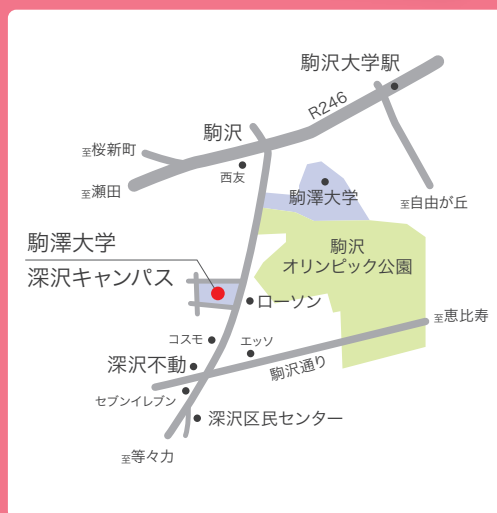 駒沢大学駅
R246
駒沢
至桜新町
西友
至瀬田
駒澤大学
至自由が丘
駒澤大学
深沢キャンパス
駒沢
オリンピック公園
ローソン
至恵比寿
コスモ
エッソ
深沢不動
駒沢通り
セブンイレブン
深沢区民センター
至等々力